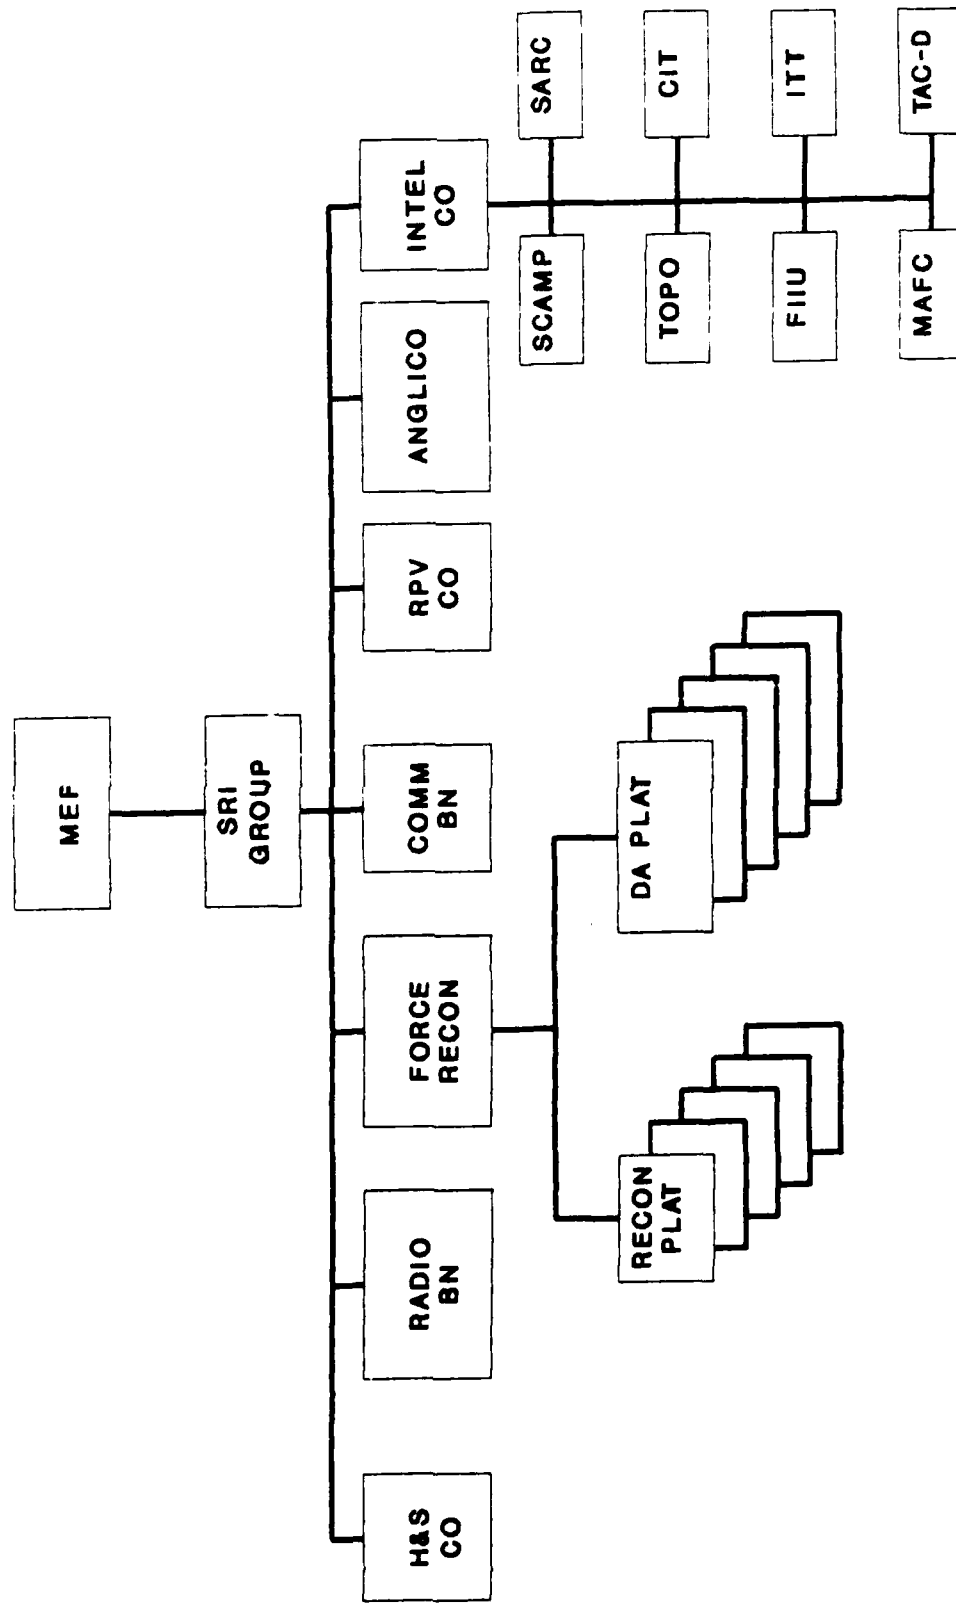 MEF
SRI
GROUP
H&S
CO
RADIO
BN
FORCE
RECON
COMM
BN
RPV
CO
ANGLICO
INTEL
CO
RECON
PLAT
DA PLAT
SCAMP
SARC
TOPO
CIT
FIIU
ITT
MAFC
TAC-D